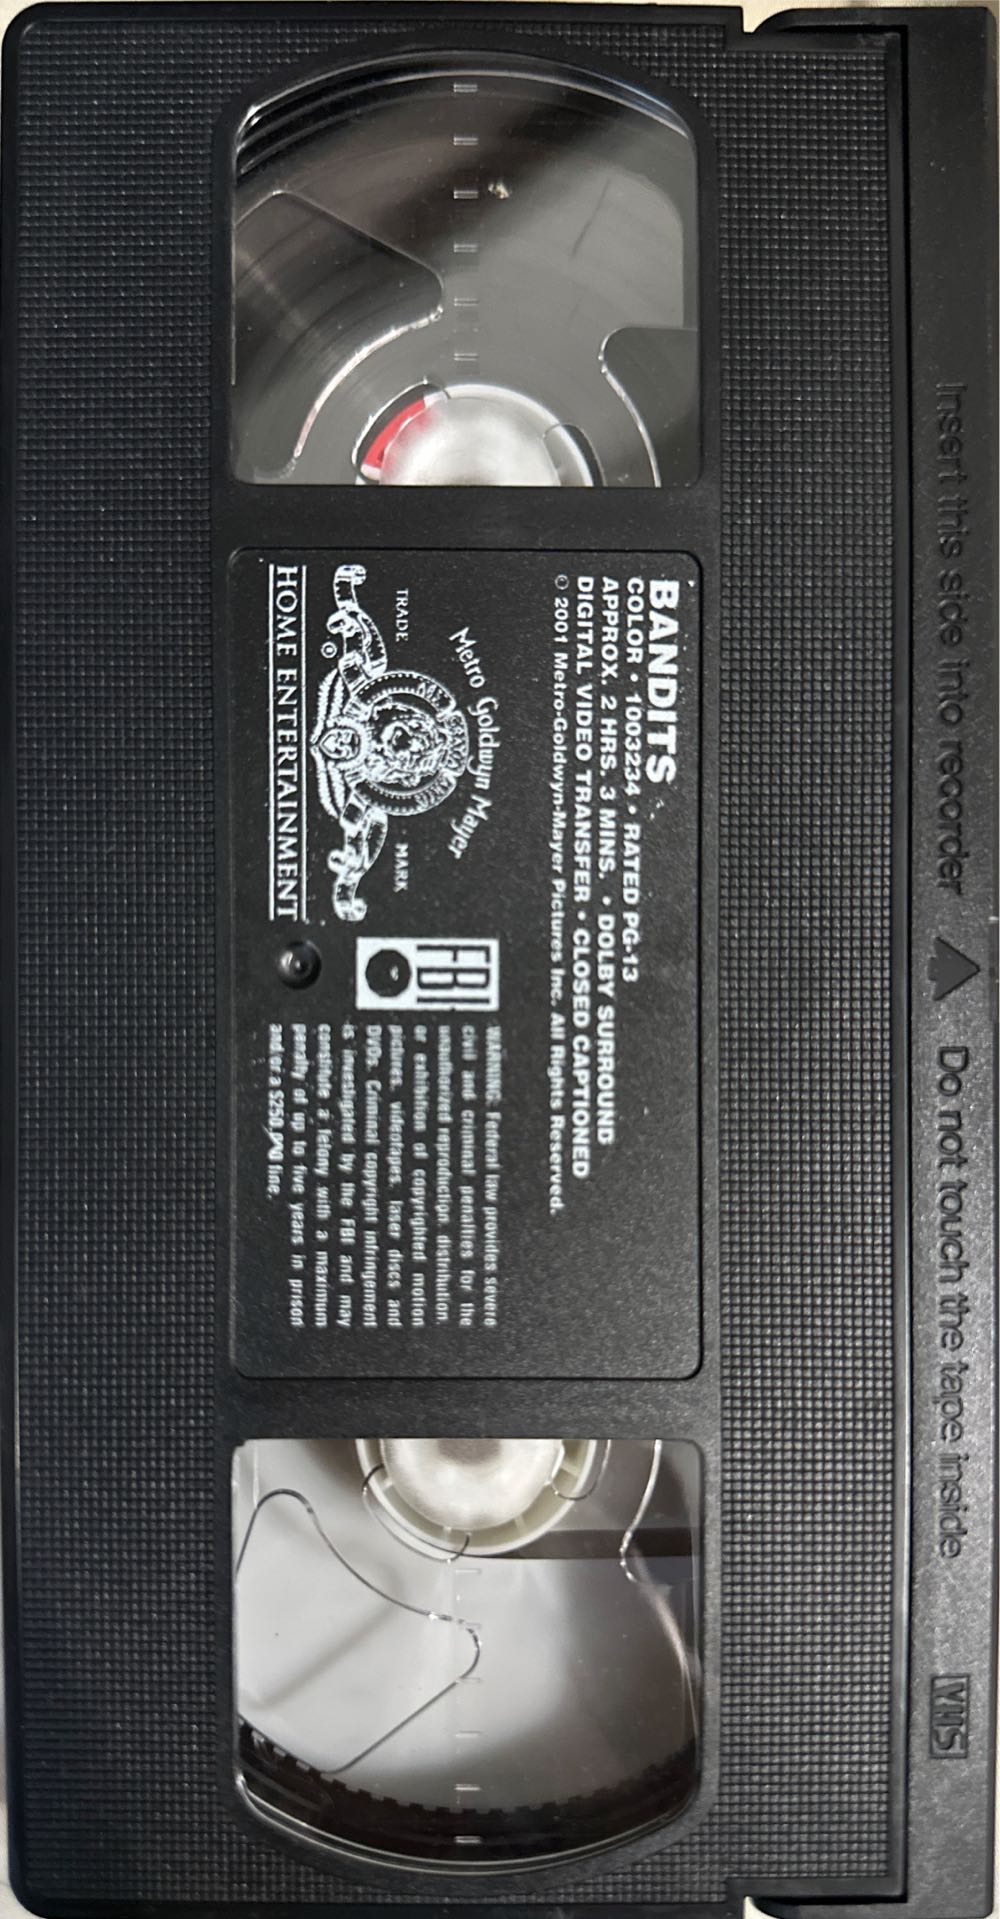 Insert this side into recorder ▲ Do not touch the tape inside VHS
BANDITS
COLOR • 1003234 • RATED PG-13
APPROX. 2 HRS. 3 MINS. • DOLBY SURROUND
DIGITAL VIDEO TRANSFER • CLOSED CAPTIONED
© 2001 Metro-Goldwyn-Mayer Pictures Inc. All Rights Reserved.
Metro Goldwyn Mayer
TRADE MARK
ARS ARTIS
®
HOME ENTERTAINMENT
FBI
WARNING: Federal law provides severe
civil and criminal penalties for the
unauthorized reproduction, distribution
or exhibition of copyrighted motion
pictures, videotapes, laser discs and
DVDs. Criminal copyright infringement
is investigated by the FBI and may
constitute a felony with a maximum
penalty of up to five years in prison
and/or a fine.